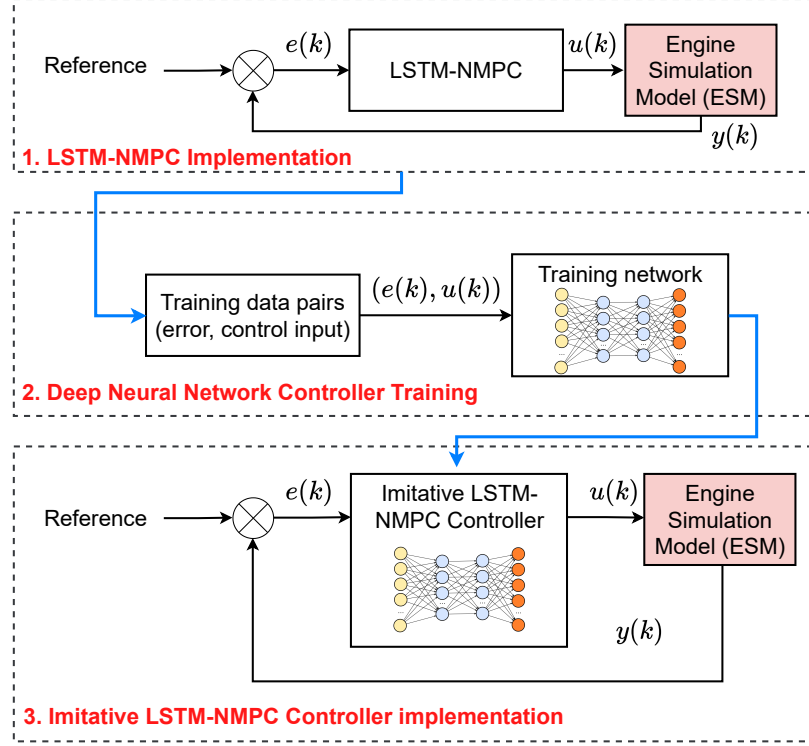 Reference
e(k)
LSTM-NMPC
u(k)
Engine
Simulation
Model (ESM)
y(k)
1. LSTM-NMPC Implementation
Training data pairs
(error, control input)
(e(k), u(k))
Training network
...
2. Deep Neural Network Controller Training
Reference
e(k)
Imitative LSTM-
NMPC Controller
...
u(k)
Engine
Simulation
Model (ESM)
y(k)
3. Imitative LSTM-NMPC Controller implementation